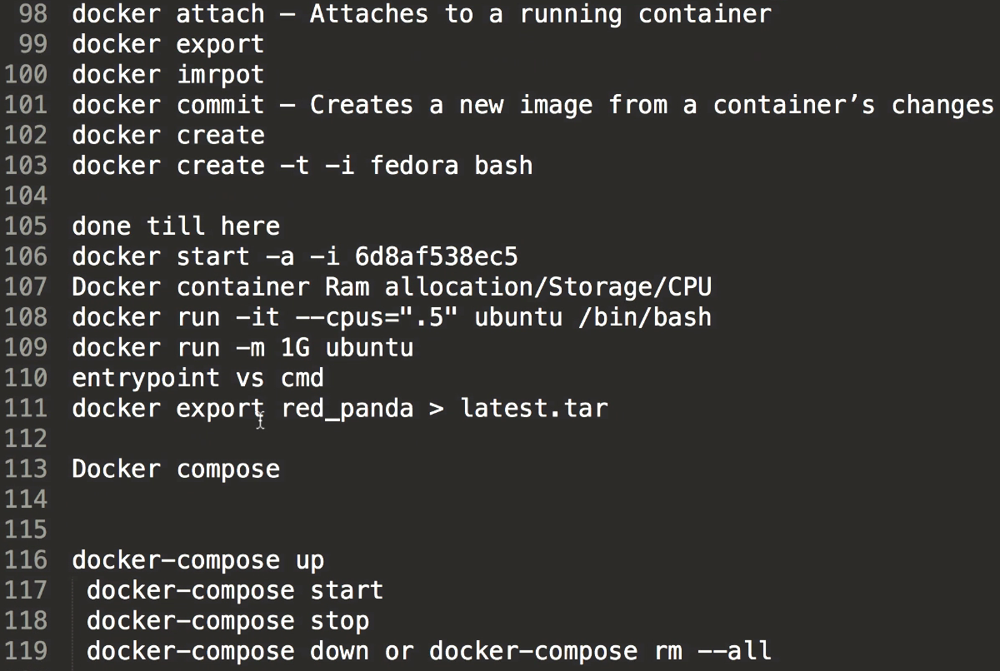 98 docker attach – Attaches to a running container
99 docker export
100 docker imrpot
101 docker commit – Creates a new image from a container’s changes
102 docker create
103 docker create -t -i fedora bash
104
105 done till here
106 docker start -a -i 6d8af538ec5
107 Docker container Ram allocation/Storage/CPU
108 docker run -it --cpus=".5" ubuntu /bin/bash
109 docker run -m 1G ubuntu
110 entrypoint vs cmd
111 docker export red_panda > latest.tar
112
113 Docker compose
114
115
116 docker-compose up
117 docker-compose start
118 docker-compose stop
119 docker-compose down or docker-compose rm --all